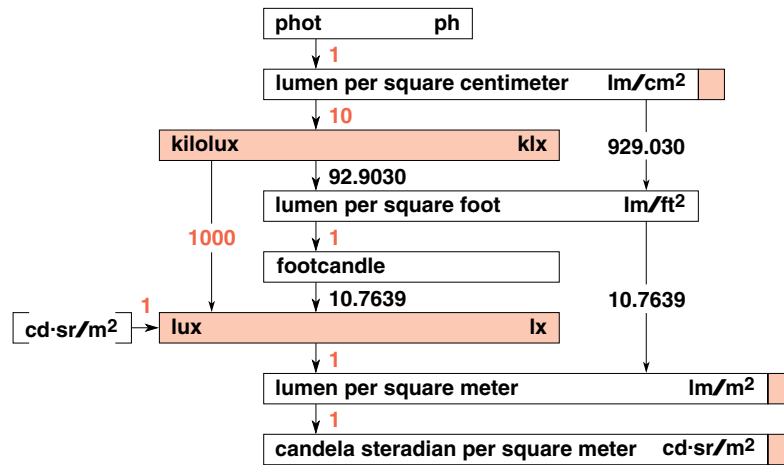 phot ph
1
lumen per square centimeter lm/cm²
10
kilolux klx 929.030
92.9030
lumen per square foot lm/ft²
1000 1
footcandle
1 10.7639 10.7639
[cd·sr/m²] lux lx
1
lumen per square meter lm/m²
1
candela steradian per square meter cd·sr/m²